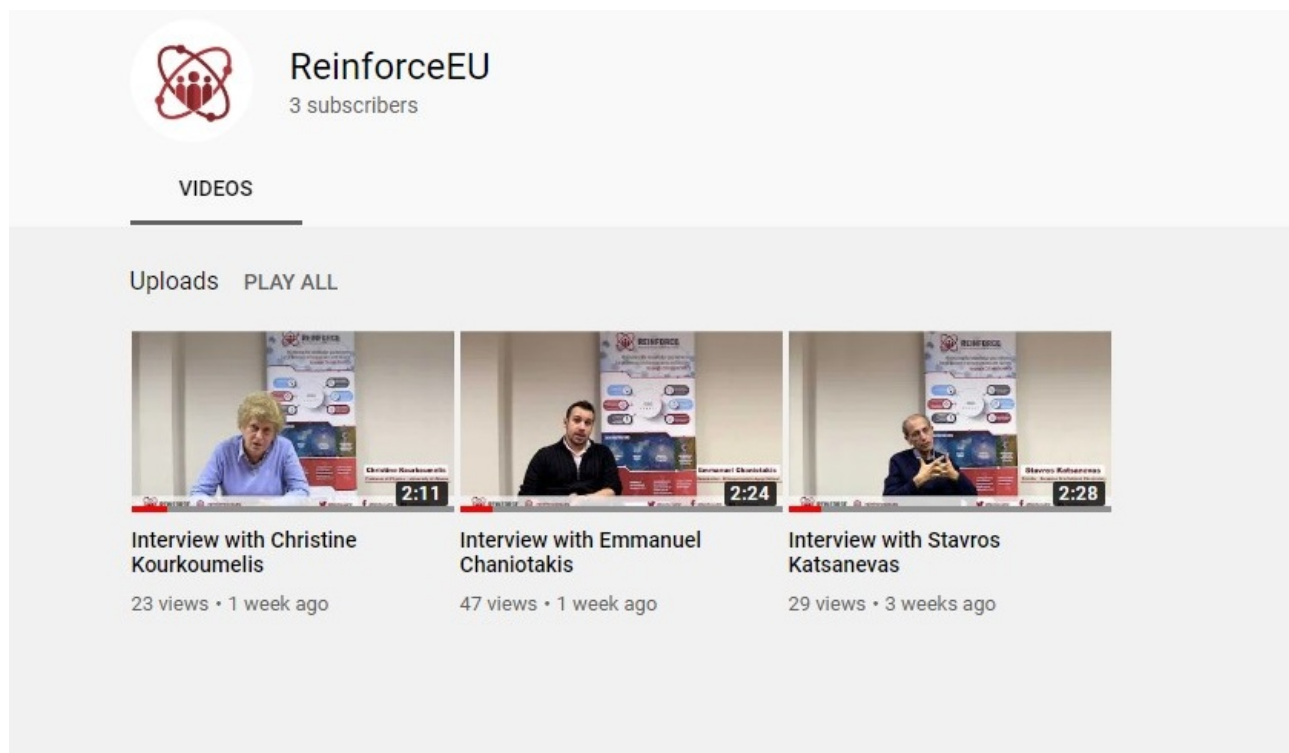 ReinforceEU
3 subscribers
VIDEOS
Uploads PLAY ALL
REINFORCE
REINFORCE
REINFORCE
Christine Kourkoumelis
2:11
Emmanuel Chaniotakis
2:24
Stavros Katsanevas
2:28
Interview with Christine
Kourkoumelis
23 views • 1 week ago
Interview with Emmanuel
Chaniotakis
47 views • 1 week ago
Interview with Stavros
Katsanevas
29 views • 3 weeks ago